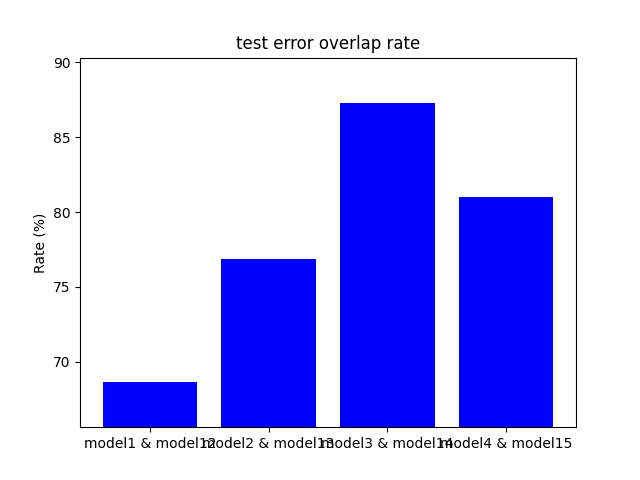 test error overlap rate
90
85
80
75
70
Rate (%)
model1 & model12
model2 & model13
model3 & model14
model4 & model15